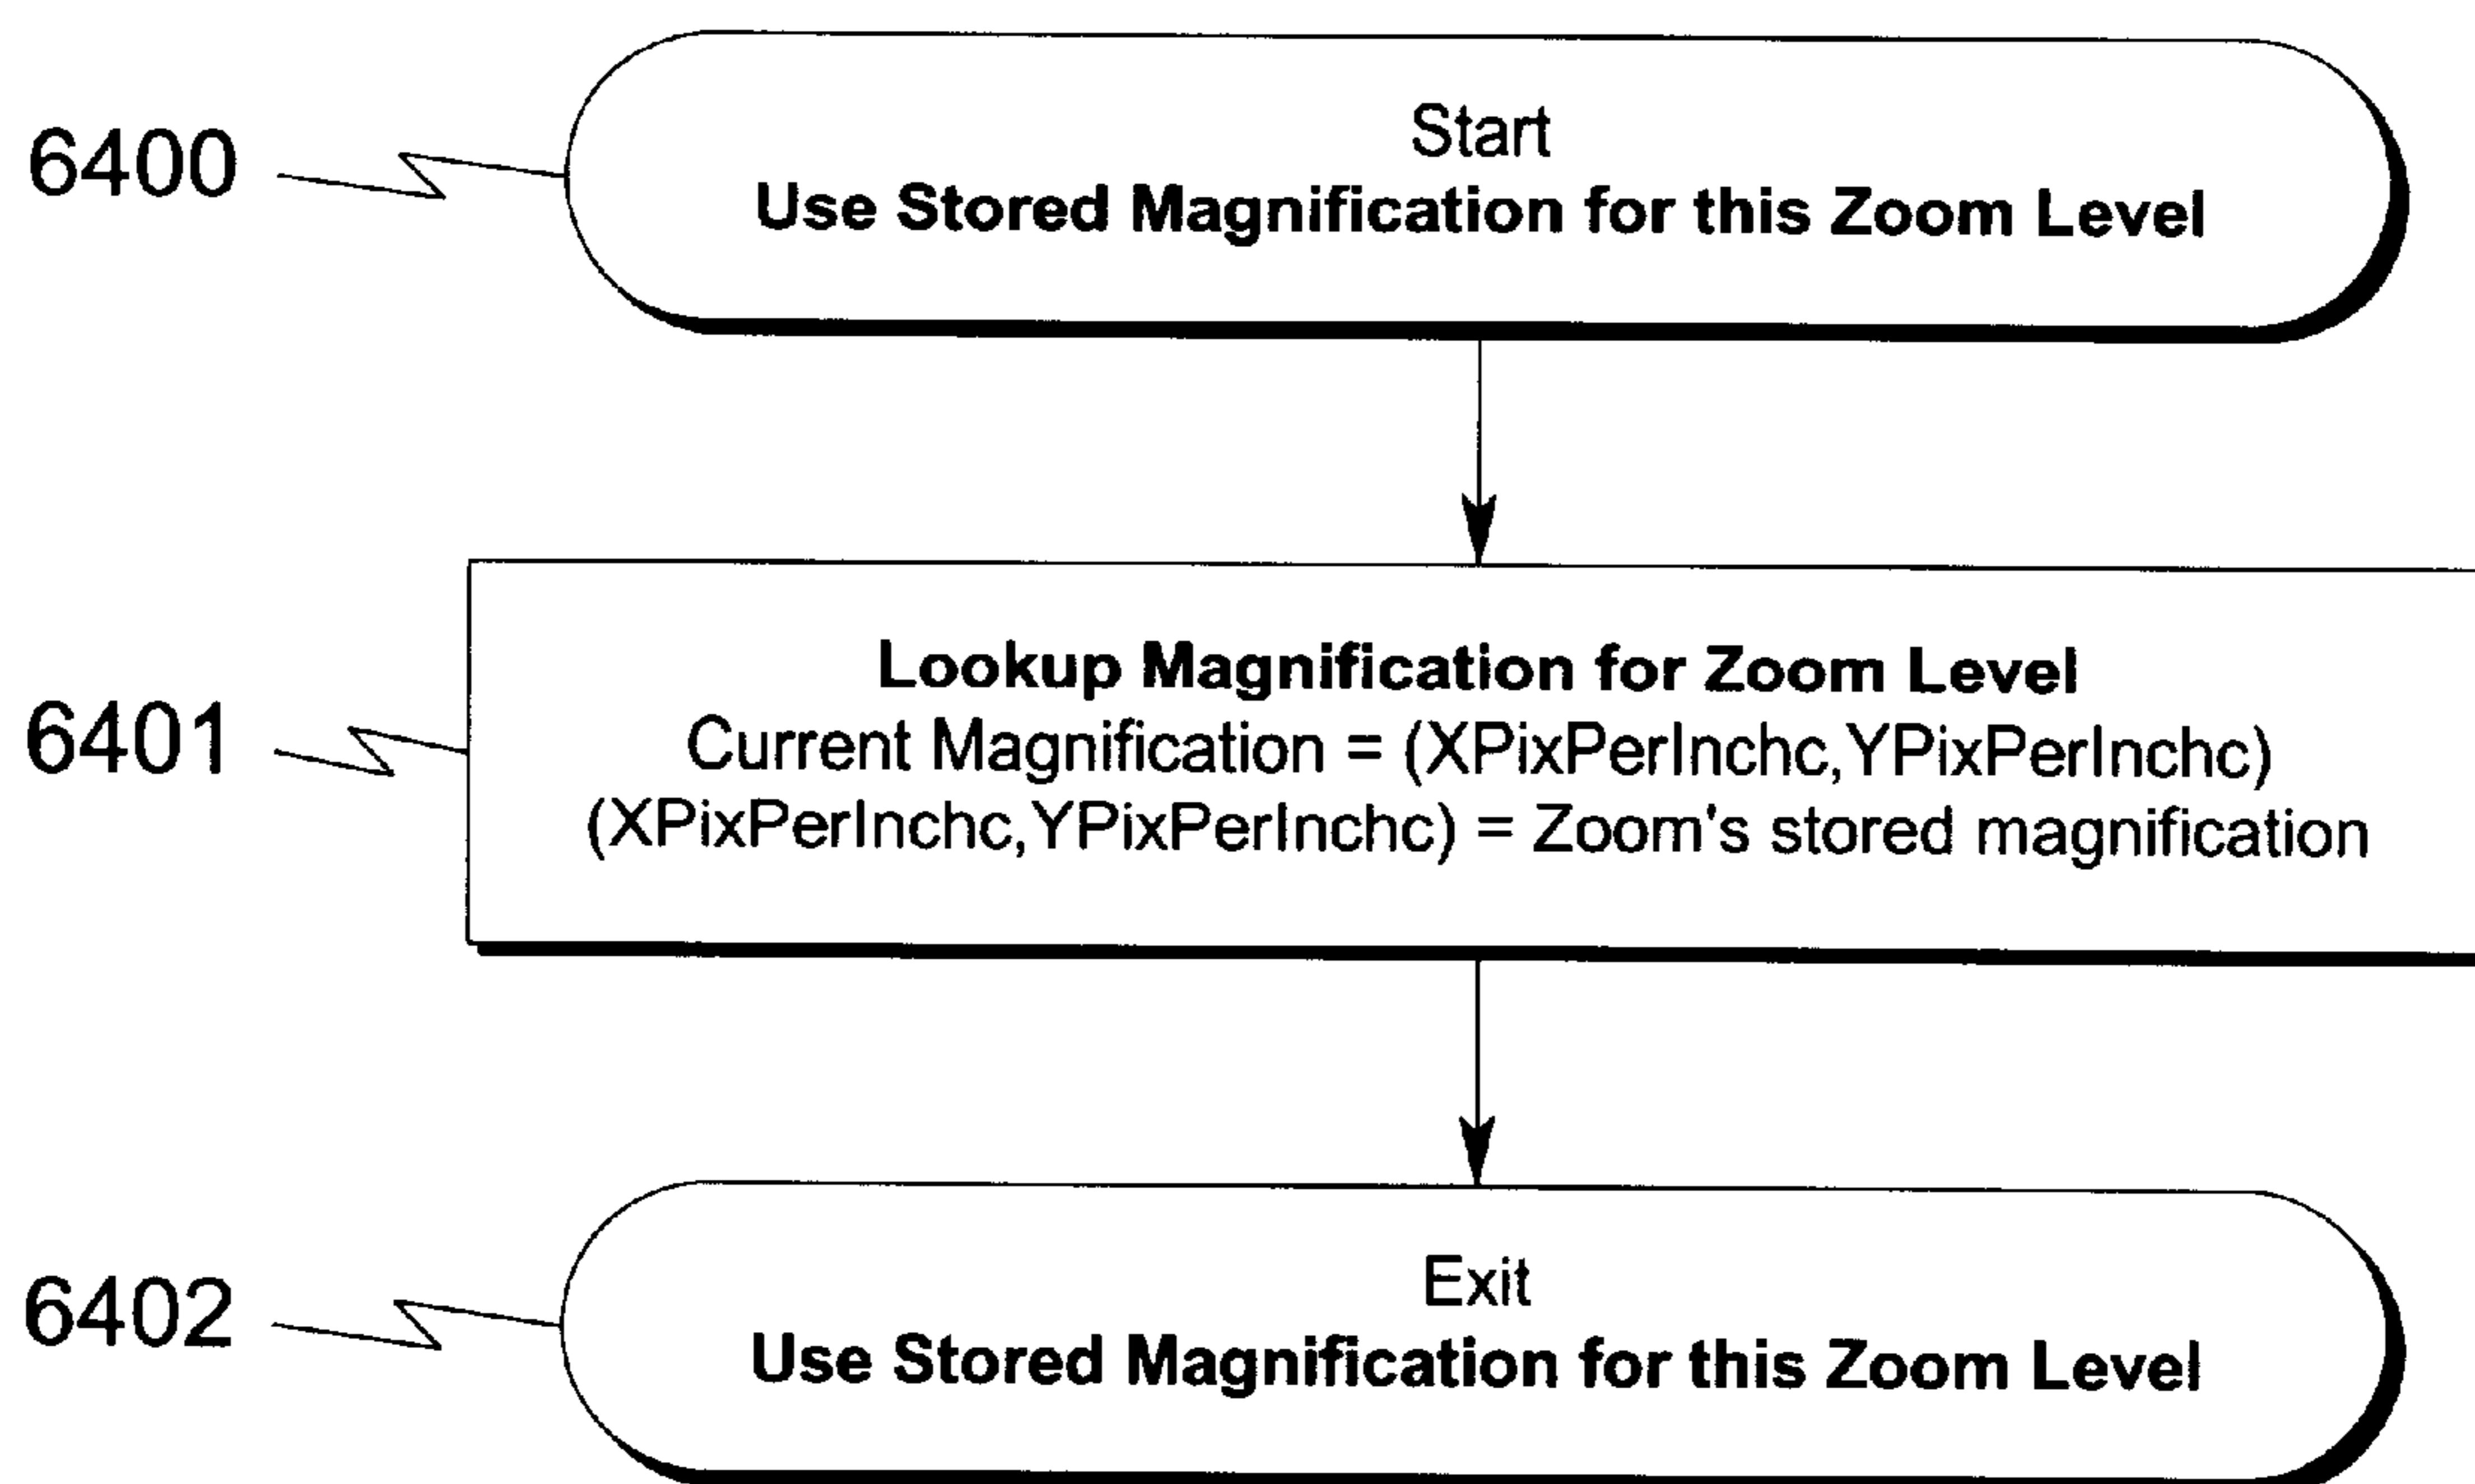 6400
Start
Use Stored Magnification for this Zoom Level
6401
Lookup Magnification for Zoom Level
Current Magnification = (XPixPerInchc,YPixPerInchc)
(XPixPerInchc,YPixPerInchc) = Zoom's stored magnification
6402
Exit
Use Stored Magnification for this Zoom Level